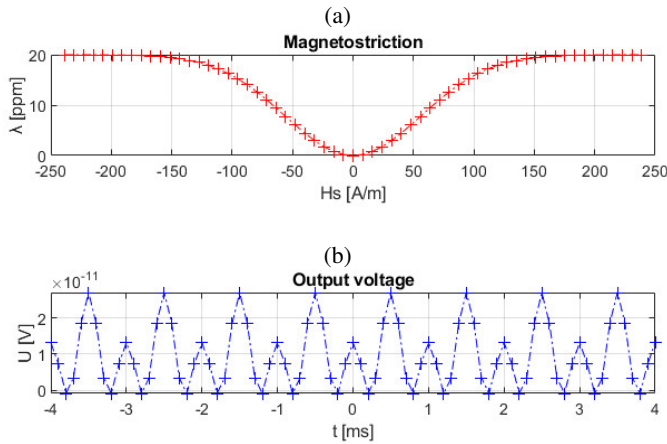 (a)
Magnetostriction
20
10
0
λ [ppm]
-250 -200 -150 -100 -50 0 50 100 150 200 250
Hs [A/m]
(b)
×10⁻¹¹
Output voltage
2
1
0
U [V]
-4 -3 -2 -1 0 1 2 3 4
t [ms]